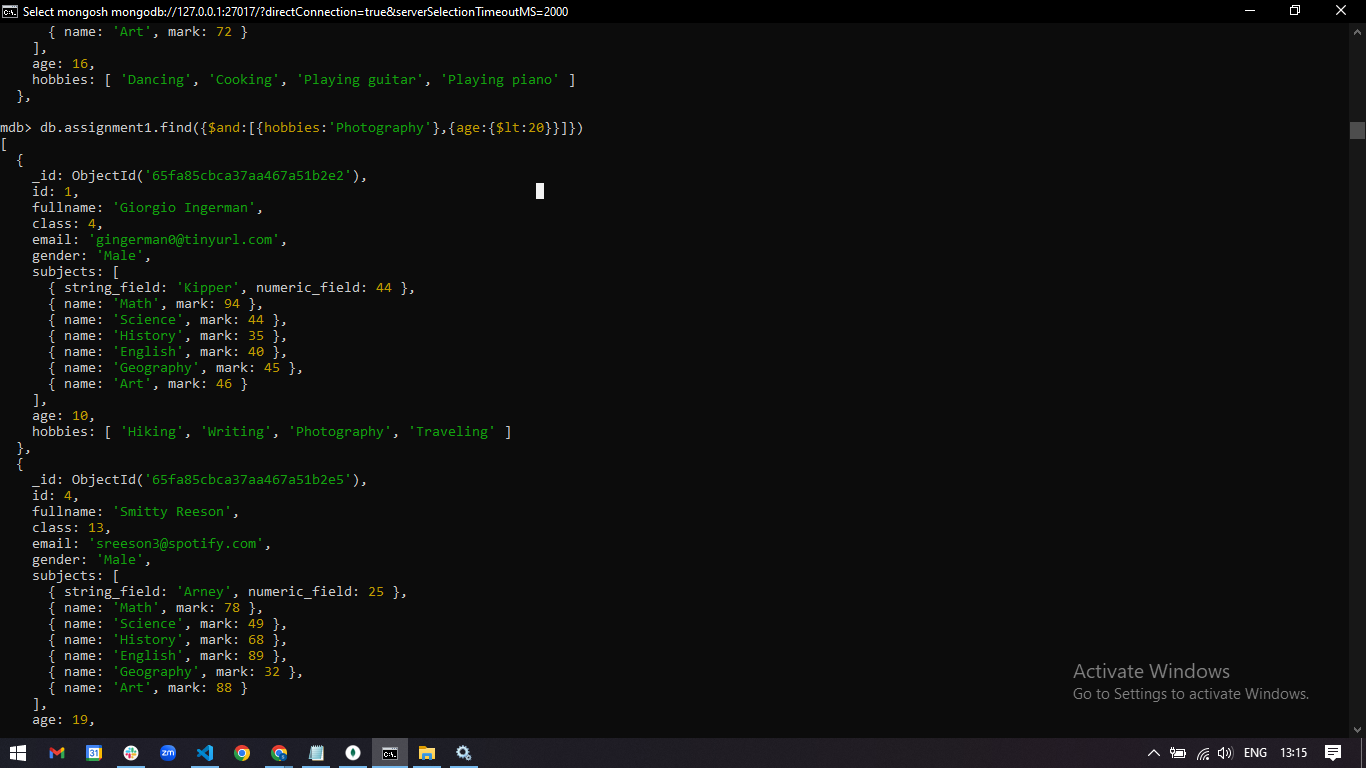 Select mongosh mongodb://127.0.0.1:27017/?directConnection=true&serverSelectionTimeoutMS=2000
      { name: 'Art', mark: 72 }
    ],
    age: 16,
    hobbies: [ 'Dancing', 'Cooking', 'Playing guitar', 'Playing piano' ]
  },
mdb> db.assignment1.find({$and:[{hobbies:'Photography'},{age:{$lt:20}}]})
[
  {
    _id: ObjectId('65fa85cbca37aa467a51b2e2'),
    id: 1,
    fullname: 'Giorgio Ingerman',
    class: 4,
    email: 'gingerman0@tinyurl.com',
    gender: 'Male',
    subjects: [
      { string_field: 'Kipper', numeric_field: 44 },
      { name: 'Math', mark: 94 },
      { name: 'Science', mark: 44 },
      { name: 'History', mark: 35 },
      { name: 'English', mark: 40 },
      { name: 'Geography', mark: 45 },
      { name: 'Art', mark: 46 }
    ],
    age: 10,
    hobbies: [ 'Hiking', 'Writing', 'Photography', 'Traveling' ]
  },
  {
    _id: ObjectId('65fa85cbca37aa467a51b2e5'),
    id: 4,
    fullname: 'Smitty Reeson',
    class: 13,
    email: 'sreeson3@spotify.com',
    gender: 'Male',
    subjects: [
      { string_field: 'Arney', numeric_field: 25 },
      { name: 'Math', mark: 78 },
      { name: 'Science', mark: 49 },
      { name: 'History', mark: 68 },
      { name: 'English', mark: 89 },
      { name: 'Geography', mark: 32 },
      { name: 'Art', mark: 88 }
    ],
    age: 19,
Activate Windows
Go to Settings to activate Windows.
31
zm
C:\.
ENG
13:15